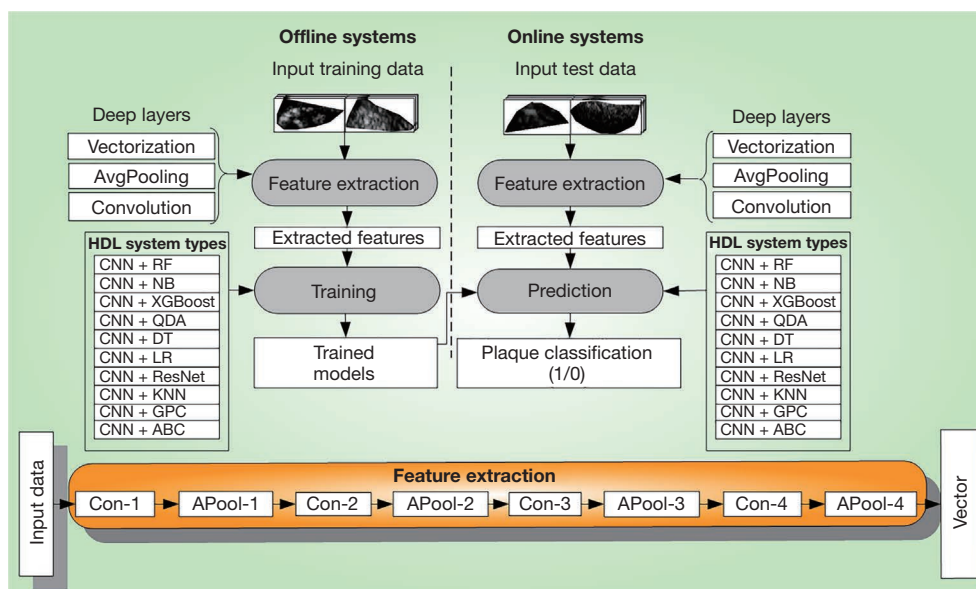 Offline systems
Input training data
Online systems
Input test data
Deep layers
Vectorization
AvgPooling
Convolution
Feature extraction
Extracted features
HDL system types
CNN + RF
CNN + NB
CNN + XGBoost
CNN + QDA
CNN + DT
CNN + LR
CNN + ResNet
CNN + KNN
CNN + GPC
CNN + ABC
Training
Trained
models
Feature extraction
Extracted features
Prediction
Plaque classification
(1/0)
Deep layers
Vectorization
AvgPooling
Convolution
HDL system types
CNN + RF
CNN + NB
CNN + XGBoost
CNN + QDA
CNN + DT
CNN + LR
CNN + ResNet
CNN + KNN
CNN + GPC
CNN + ABC
Input data
Feature extraction
Con-1
APool-1
Con-2
APool-2
Con-3
APool-3
Con-4
APool-4
Vector